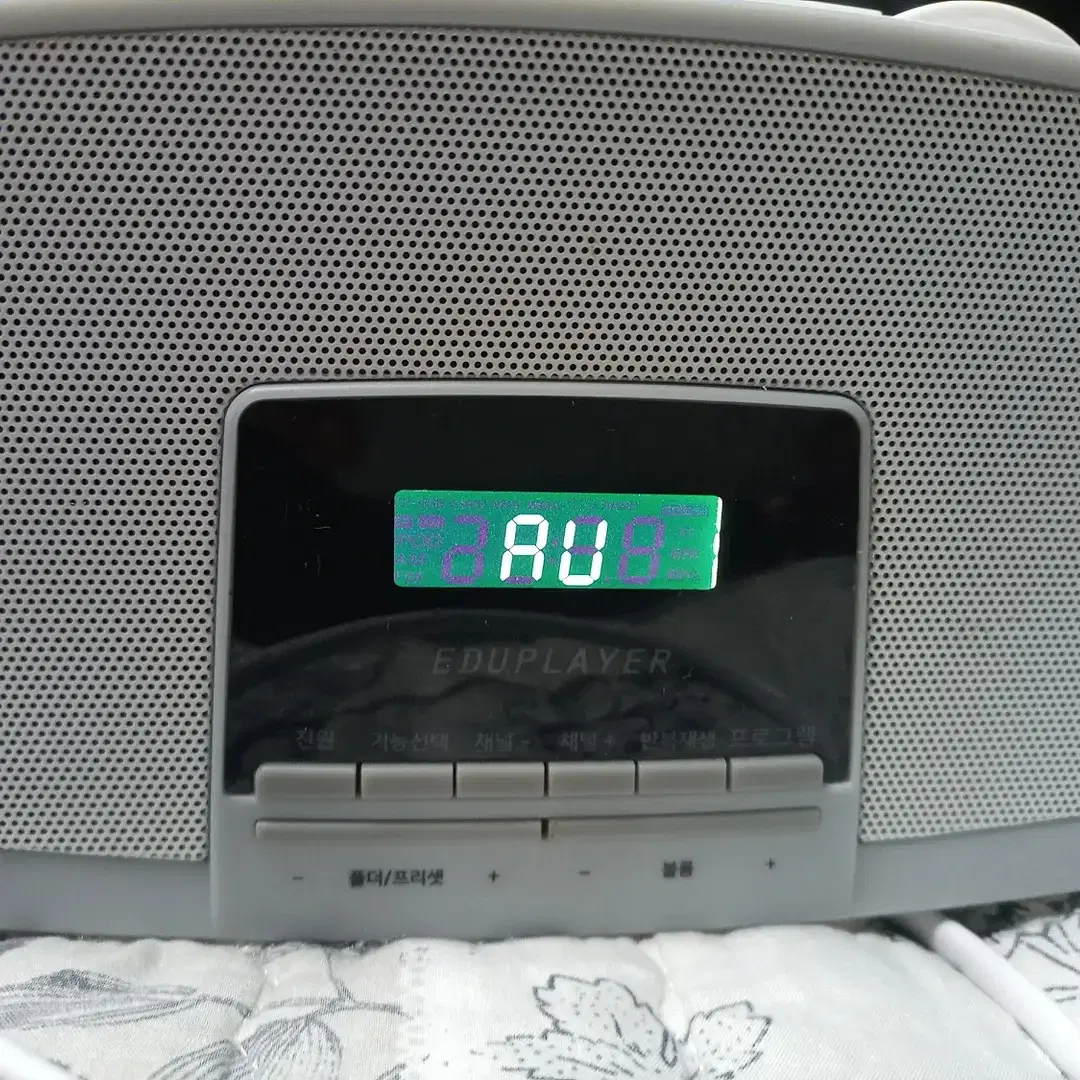 AU
EDUPLAYER
전원 기능선택 채널 - 채널 + 반복재생 프로그램
- 폴더/프리셋 + - 볼륨 +